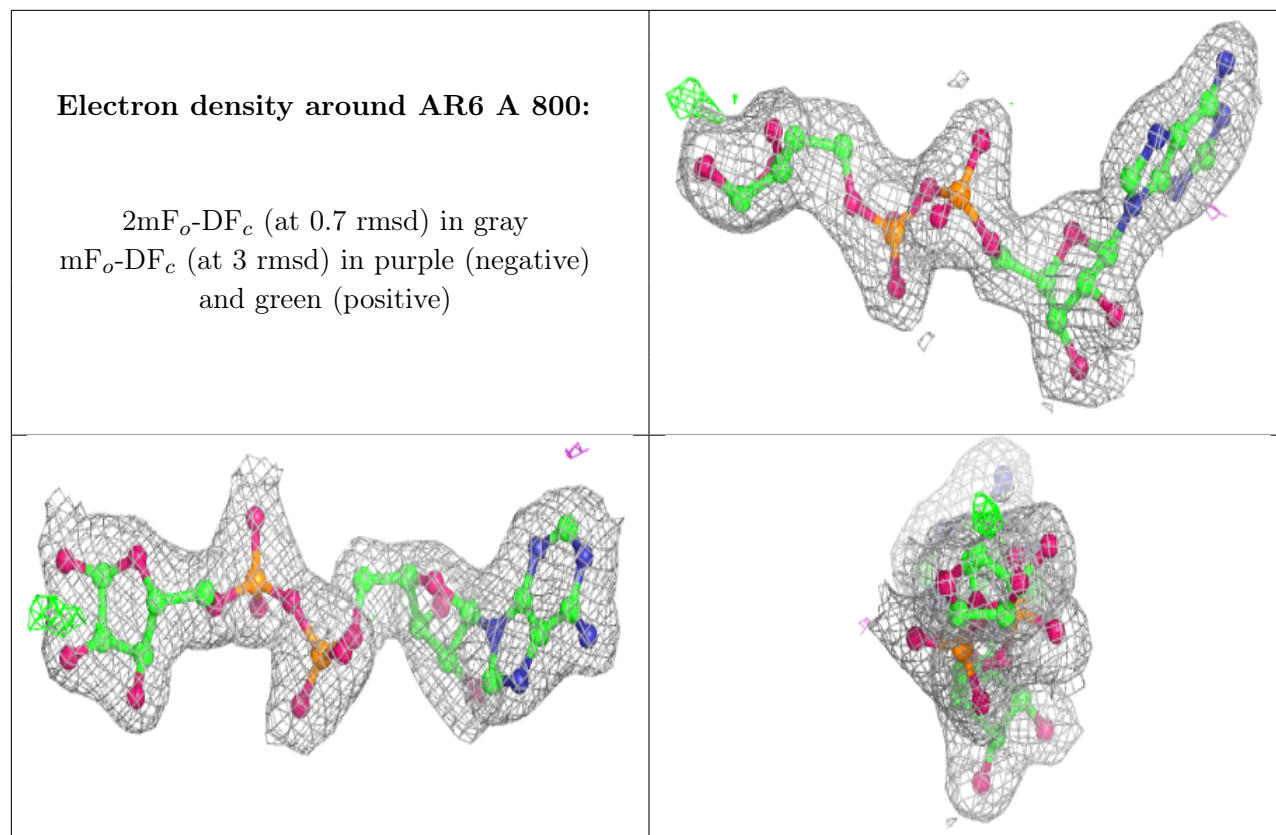 Electron density around AR6 A 800:
2mFₒ-DF𝒸 (at 0.7 rmsd) in gray
mFₒ-DF𝒸 (at 3 rmsd) in purple (negative)
and green (positive)